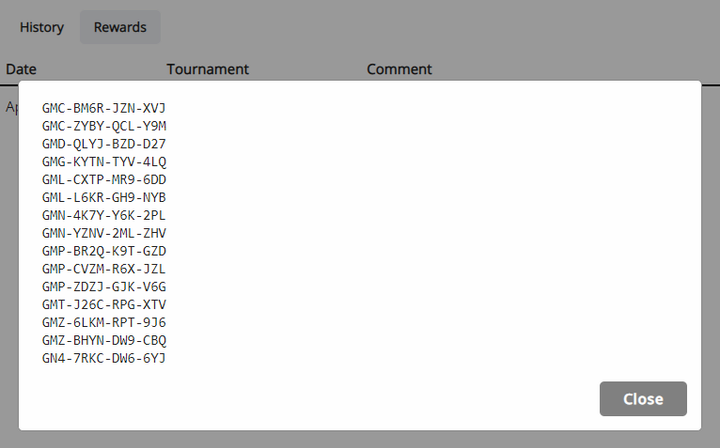 History Rewards
Date Tournament Comment
GMC-BM6R-JZN-XVJ
GMC-ZYBY-QCL-Y9M
GMD-QLYJ-BZD-D27
GMG-KYTN-TYV-4LQ
GML-CXTP-MR9-6DD
GML-L6KR-GH9-NYB
GMN-4K7Y-Y6K-2PL
GMN-YZNV-2ML-ZHV
GMP-BR2Q-K9T-GZD
GMP-CVZM-R6X-JZL
GMP-ZDZJ-GJK-V6G
GMT-J26C-RPG-XTV
GMZ-6LKM-RPT-9J6
GMZ-BHYN-DW9-CBQ
GN4-7RKC-DW6-6YJ
Close